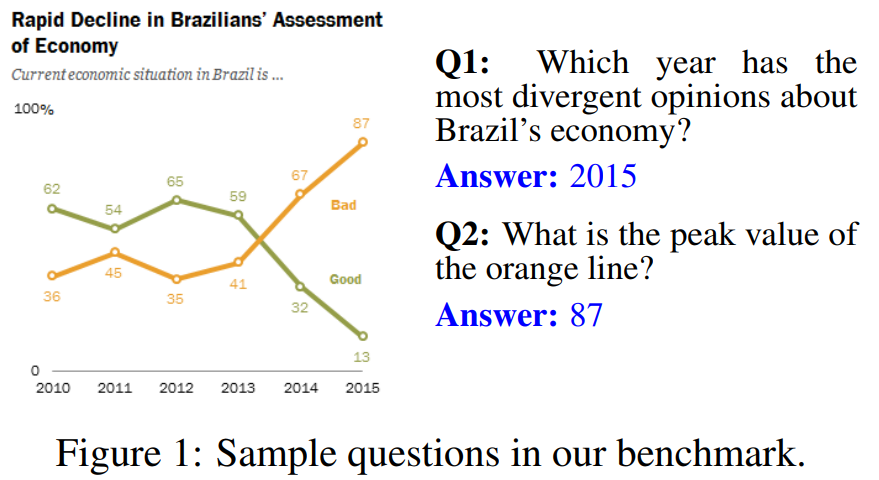 Rapid Decline in Brazilians’ Assessment
of Economy
Current economic situation in Brazil is ...
100%
87
67
65
62
59
54
Bad
45
41
36
35
Good
32
13
0
2010 2011 2012 2013 2014 2015
Q1: Which year has the
most divergent opinions about
Brazil’s economy?
Answer: 2015
Q2: What is the peak value of
the orange line?
Answer: 87
Figure 1: Sample questions in our benchmark.